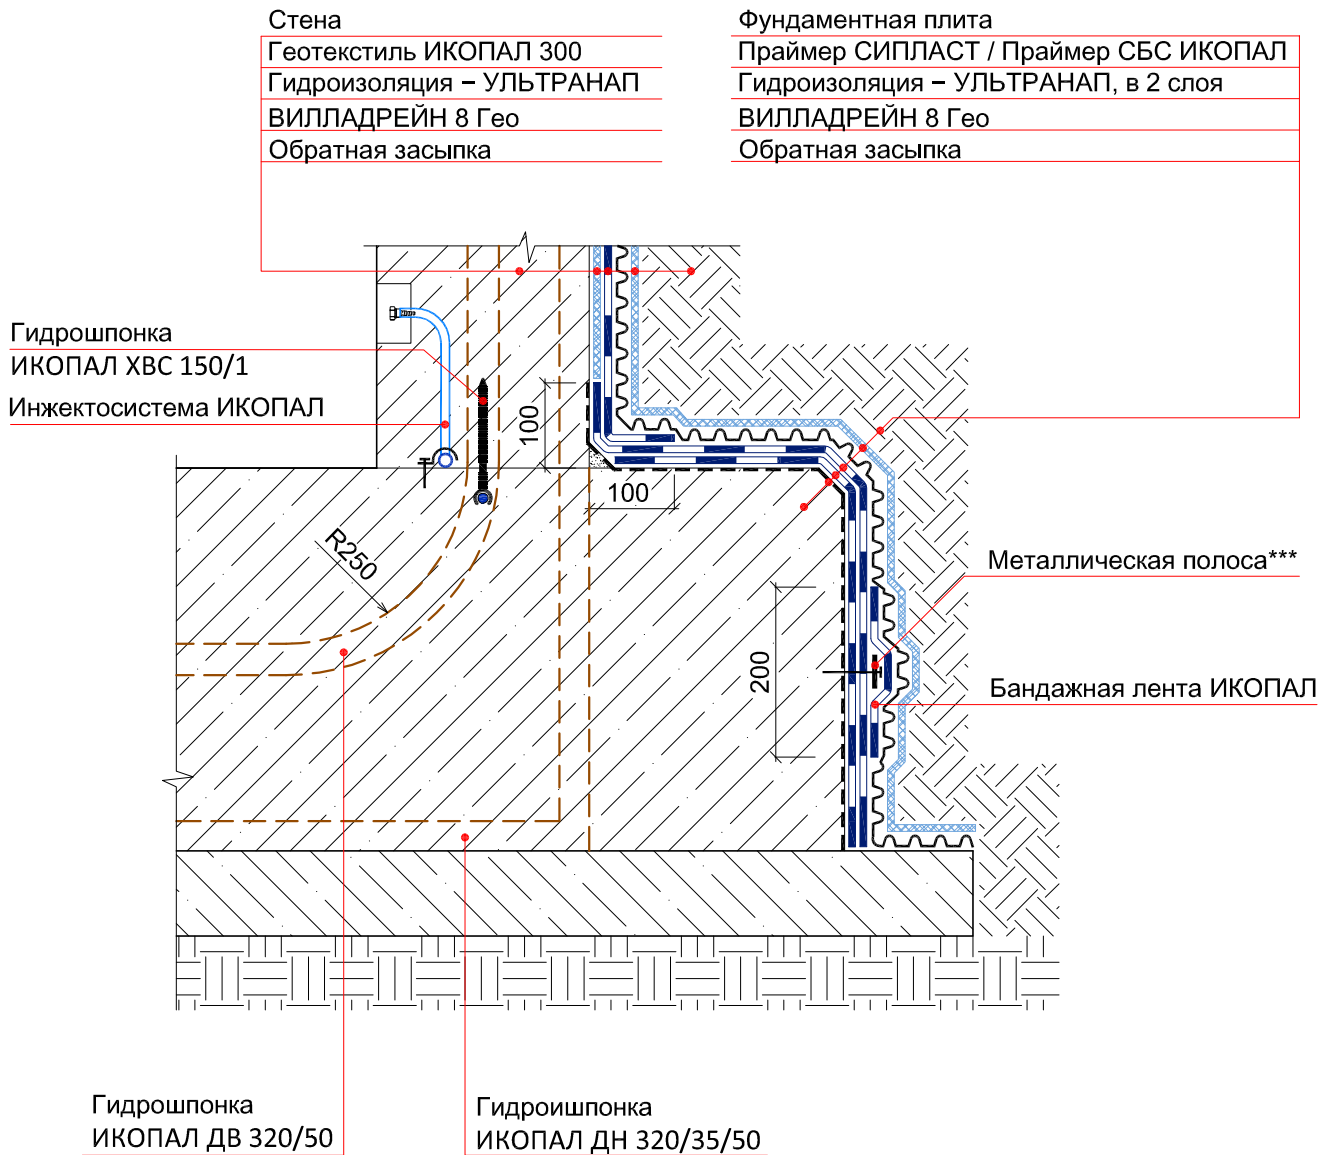 Стена
Геотекстиль ИКОПАЛ 300
Гидроизоляция – УЛЬТРАНАП
ВИЛЛАДРЕЙН 8 Гео
Обратная засыпка
Фундаментная плита
Праймер СИПЛАСТ / Праймер СБС ИКОПАЛ
Гидроизоляция – УЛЬТРАНАП, в 2 слоя
ВИЛЛАДРЕЙН 8 Гео
Обратная засыпка
Гидрошпонка
ИКОПАЛ ХВС 150/1
Инжектосистема ИКОПАЛ
100
100
R250
200
Металлическая полоса***
Бандажная лента ИКОПАЛ
Гидрошпонка
ИКОПАЛ ДВ 320/50
Гидроишпонка
ИКОПАЛ ДН 320/35/50